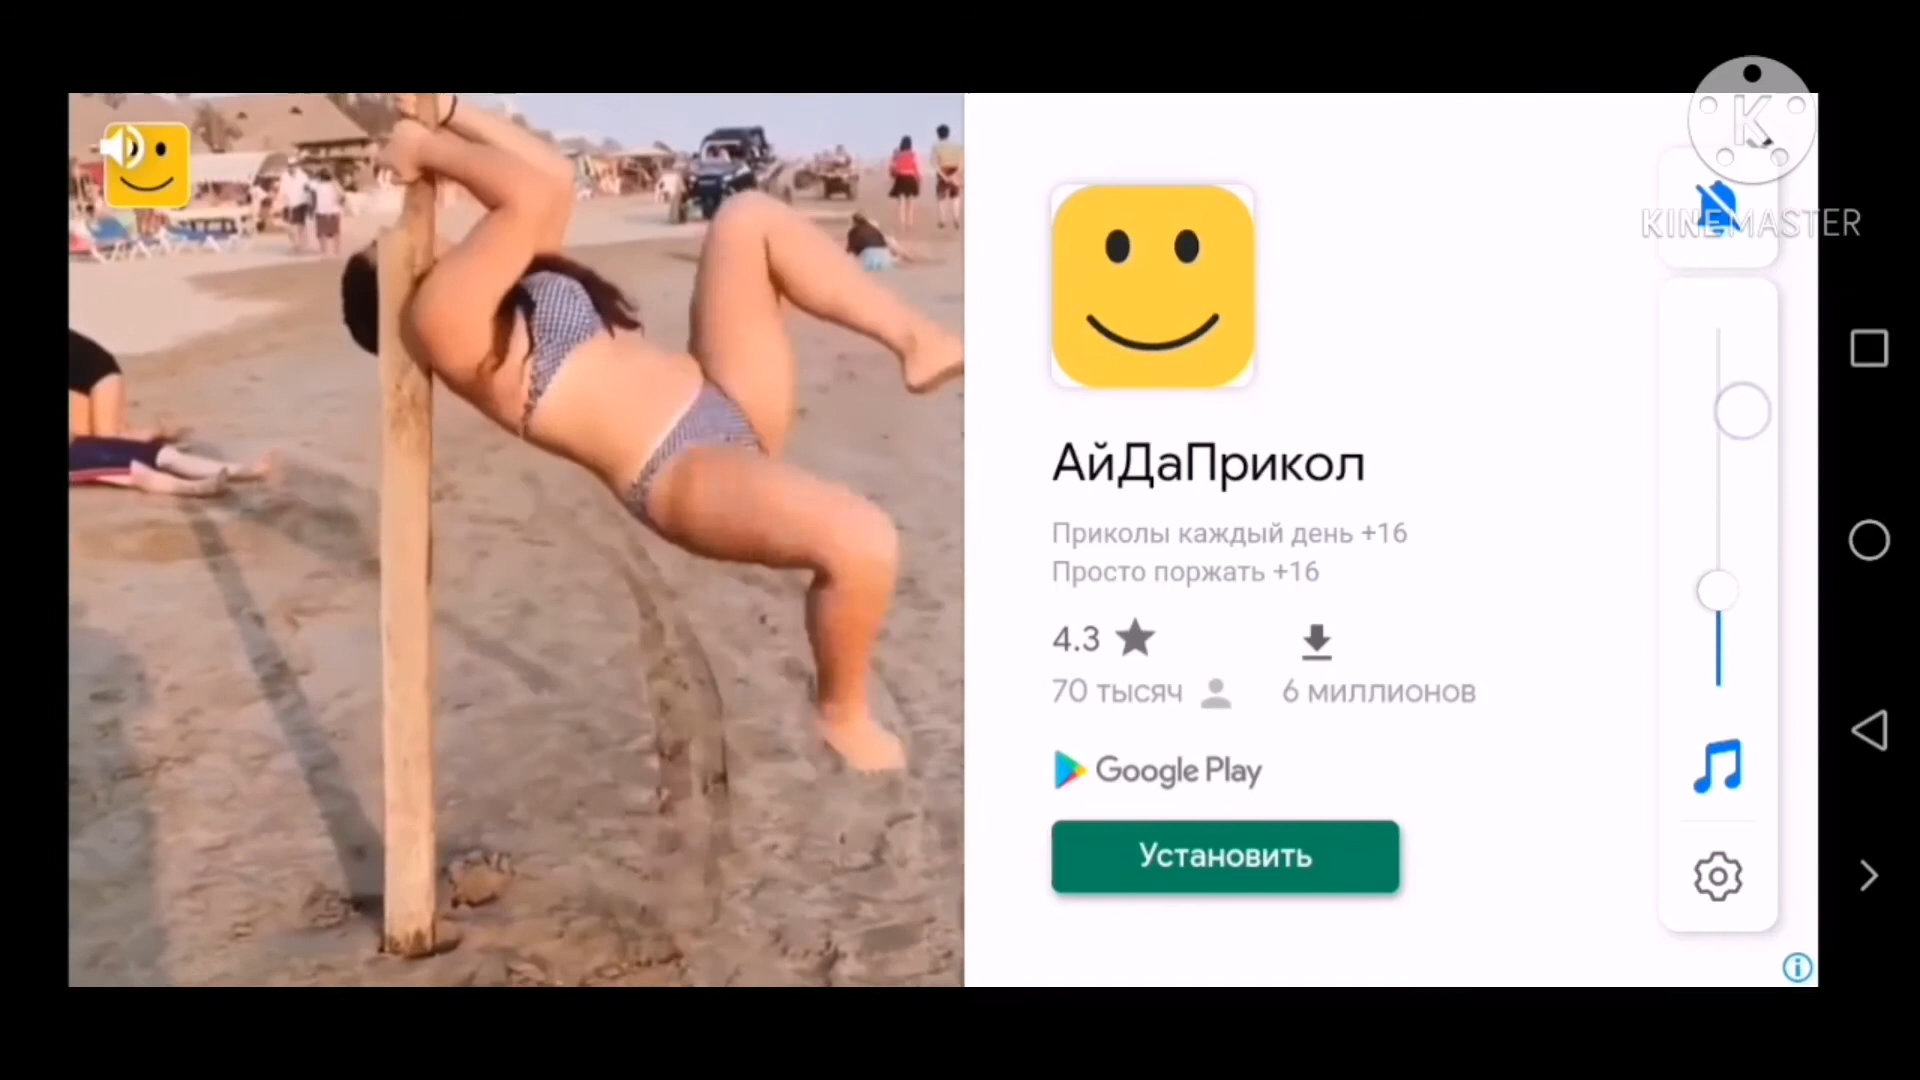 KINEMASTER
АйДаПрикол
Приколы каждый день +16
Просто поржать +16
4.3
70 тысяч 6 миллионов
Google Play
Установить